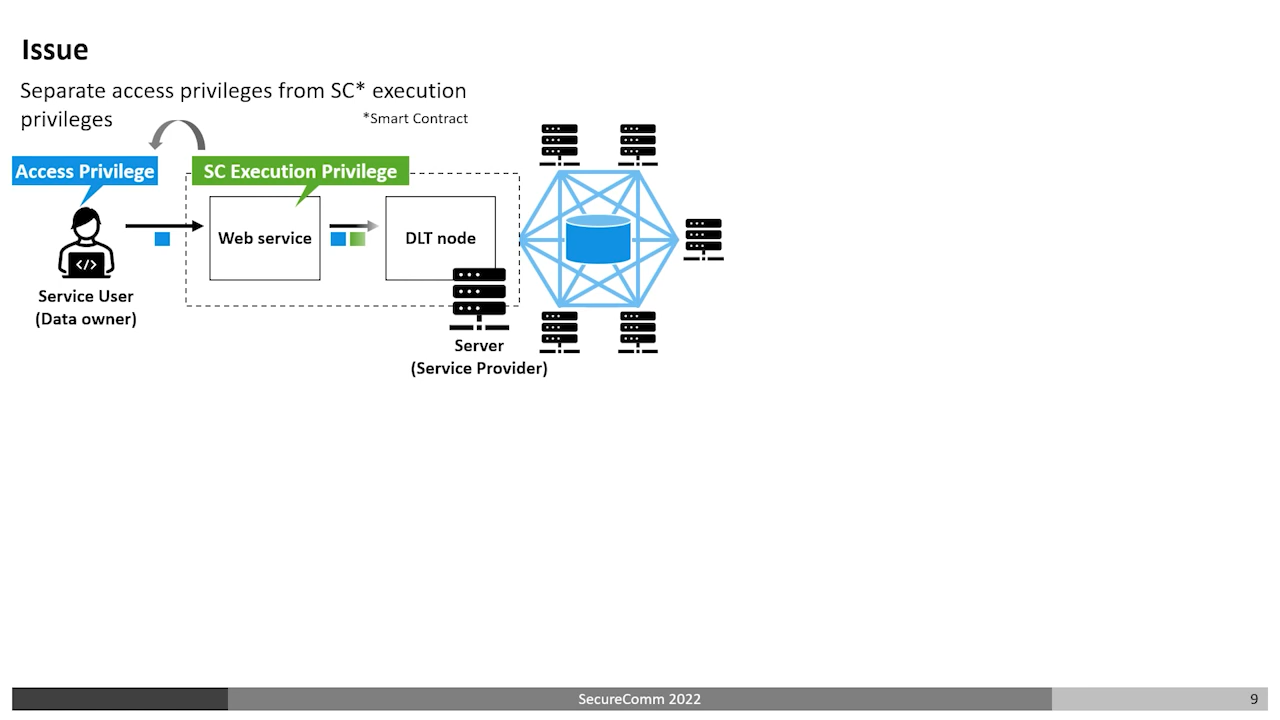 Issue
Separate access privileges from SC* execution
privileges
*Smart Contract
Access Privilege
SC Execution Privilege
Web service
DLT node
Service User
(Data owner)
Server
(Service Provider)
SecureComm 2022
9